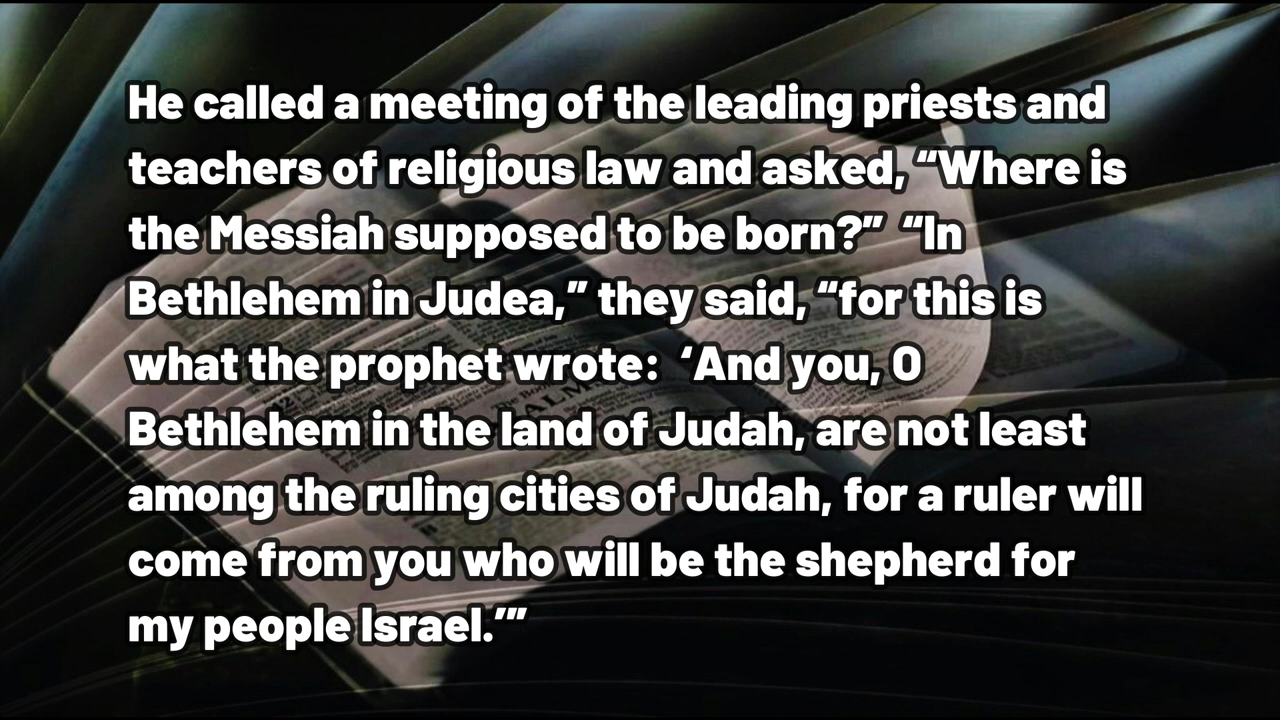 He called a meeting of the leading priests and
teachers of religious law and asked, “Where is
the Messiah supposed to be born?” “In
Bethlehem in Judea,” they said, “for this is
what the prophet wrote: ‘And you, O
Bethlehem in the land of Judah, are not least
among the ruling cities of Judah, for a ruler will
come from you who will be the shepherd for
my people Israel.’”